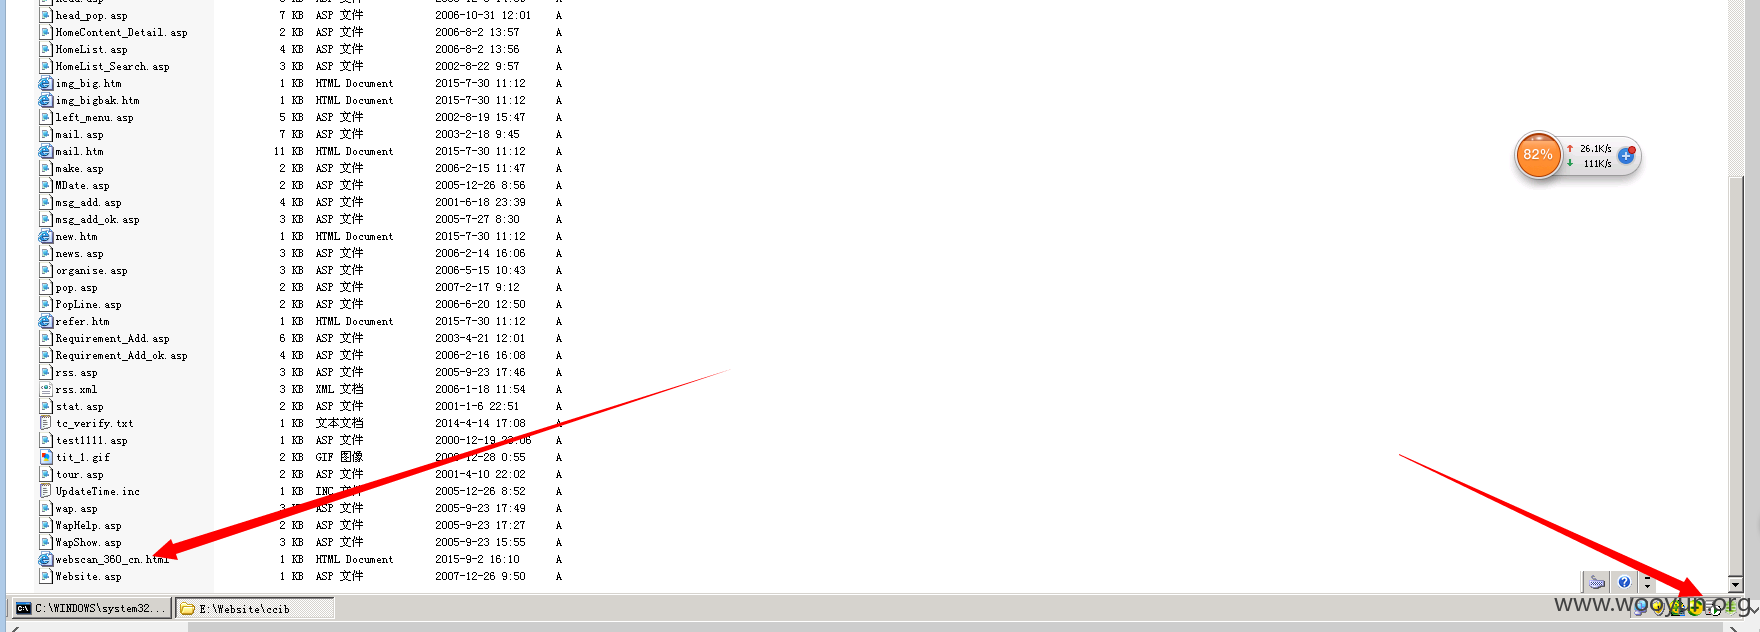 head_pop.asp 7 KB ASP 文件 2006-10-31 12:01 A
HomeContent_Detail.asp 2 KB ASP 文件 2006-8-2 13:57 A
HomeList.asp 4 KB ASP 文件 2006-8-2 13:56 A
HomeList_Search.asp 3 KB ASP 文件 2002-8-22 9:57 A
img_big.htm 1 KB HTML Document 2015-7-30 11:12 A
img_bigbak.htm 1 KB HTML Document 2015-7-30 11:12 A
left_menu.asp 5 KB ASP 文件 2002-8-19 15:47 A
mail.asp 7 KB ASP 文件 2003-2-18 9:45 A
mail.htm 11 KB HTML Document 2015-7-30 11:12 A
make.asp 2 KB ASP 文件 2006-2-15 11:47 A
MDate.asp 2 KB ASP 文件 2005-12-26 8:56 A
msg_add.asp 4 KB ASP 文件 2001-6-18 23:39 A
msg_add_ok.asp 3 KB ASP 文件 2005-7-27 8:30 A
new.htm 1 KB HTML Document 2015-7-30 11:12 A
news.asp 3 KB ASP 文件 2006-2-14 16:06 A
organise.asp 3 KB ASP 文件 2006-5-15 10:43 A
pop.asp 2 KB ASP 文件 2007-2-17 9:12 A
PopLine.asp 2 KB ASP 文件 2006-6-20 12:50 A
refer.htm 1 KB HTML Document 2015-7-30 11:12 A
Requirement_Add.asp 6 KB ASP 文件 2003-4-21 12:01 A
Requirement_Add_ok.asp 4 KB ASP 文件 2006-2-16 16:08 A
rss.asp 3 KB ASP 文件 2005-9-23 17:46 A
rss.xml 3 KB XML 文档 2006-1-18 11:54 A
stat.asp 2 KB ASP 文件 2001-1-6 22:51 A
tc_verify.txt 1 KB 文本文档 2014-4-14 17:08 A
test1111.asp 1 KB ASP 文件 2000-12-19 23:06 A
tit_1.gif 2 KB GIF 图像 0:55 A
tour.asp 2 KB ASP 文件 2001-4-10 22:02 A
UpdateTime.inc 1 KB INC 文件 2005-12-26 8:52 A
wap.asp 3 KB ASP 文件 2005-9-23 17:49 A
WapHelp.asp 2 KB ASP 文件 2005-9-23 17:27 A
WapShow.asp 3 KB ASP 文件 2005-9-23 15:55 A
webscan_360_cn.html 1 KB HTML Document 2015-9-2 16:10 A
Website.asp 1 KB ASP 文件 2007-12-26 9:50 A
82%
26.1K/s
111K/s
C:\WINDOWS\system32...
E:\Website\ccib
www.wooyun.org